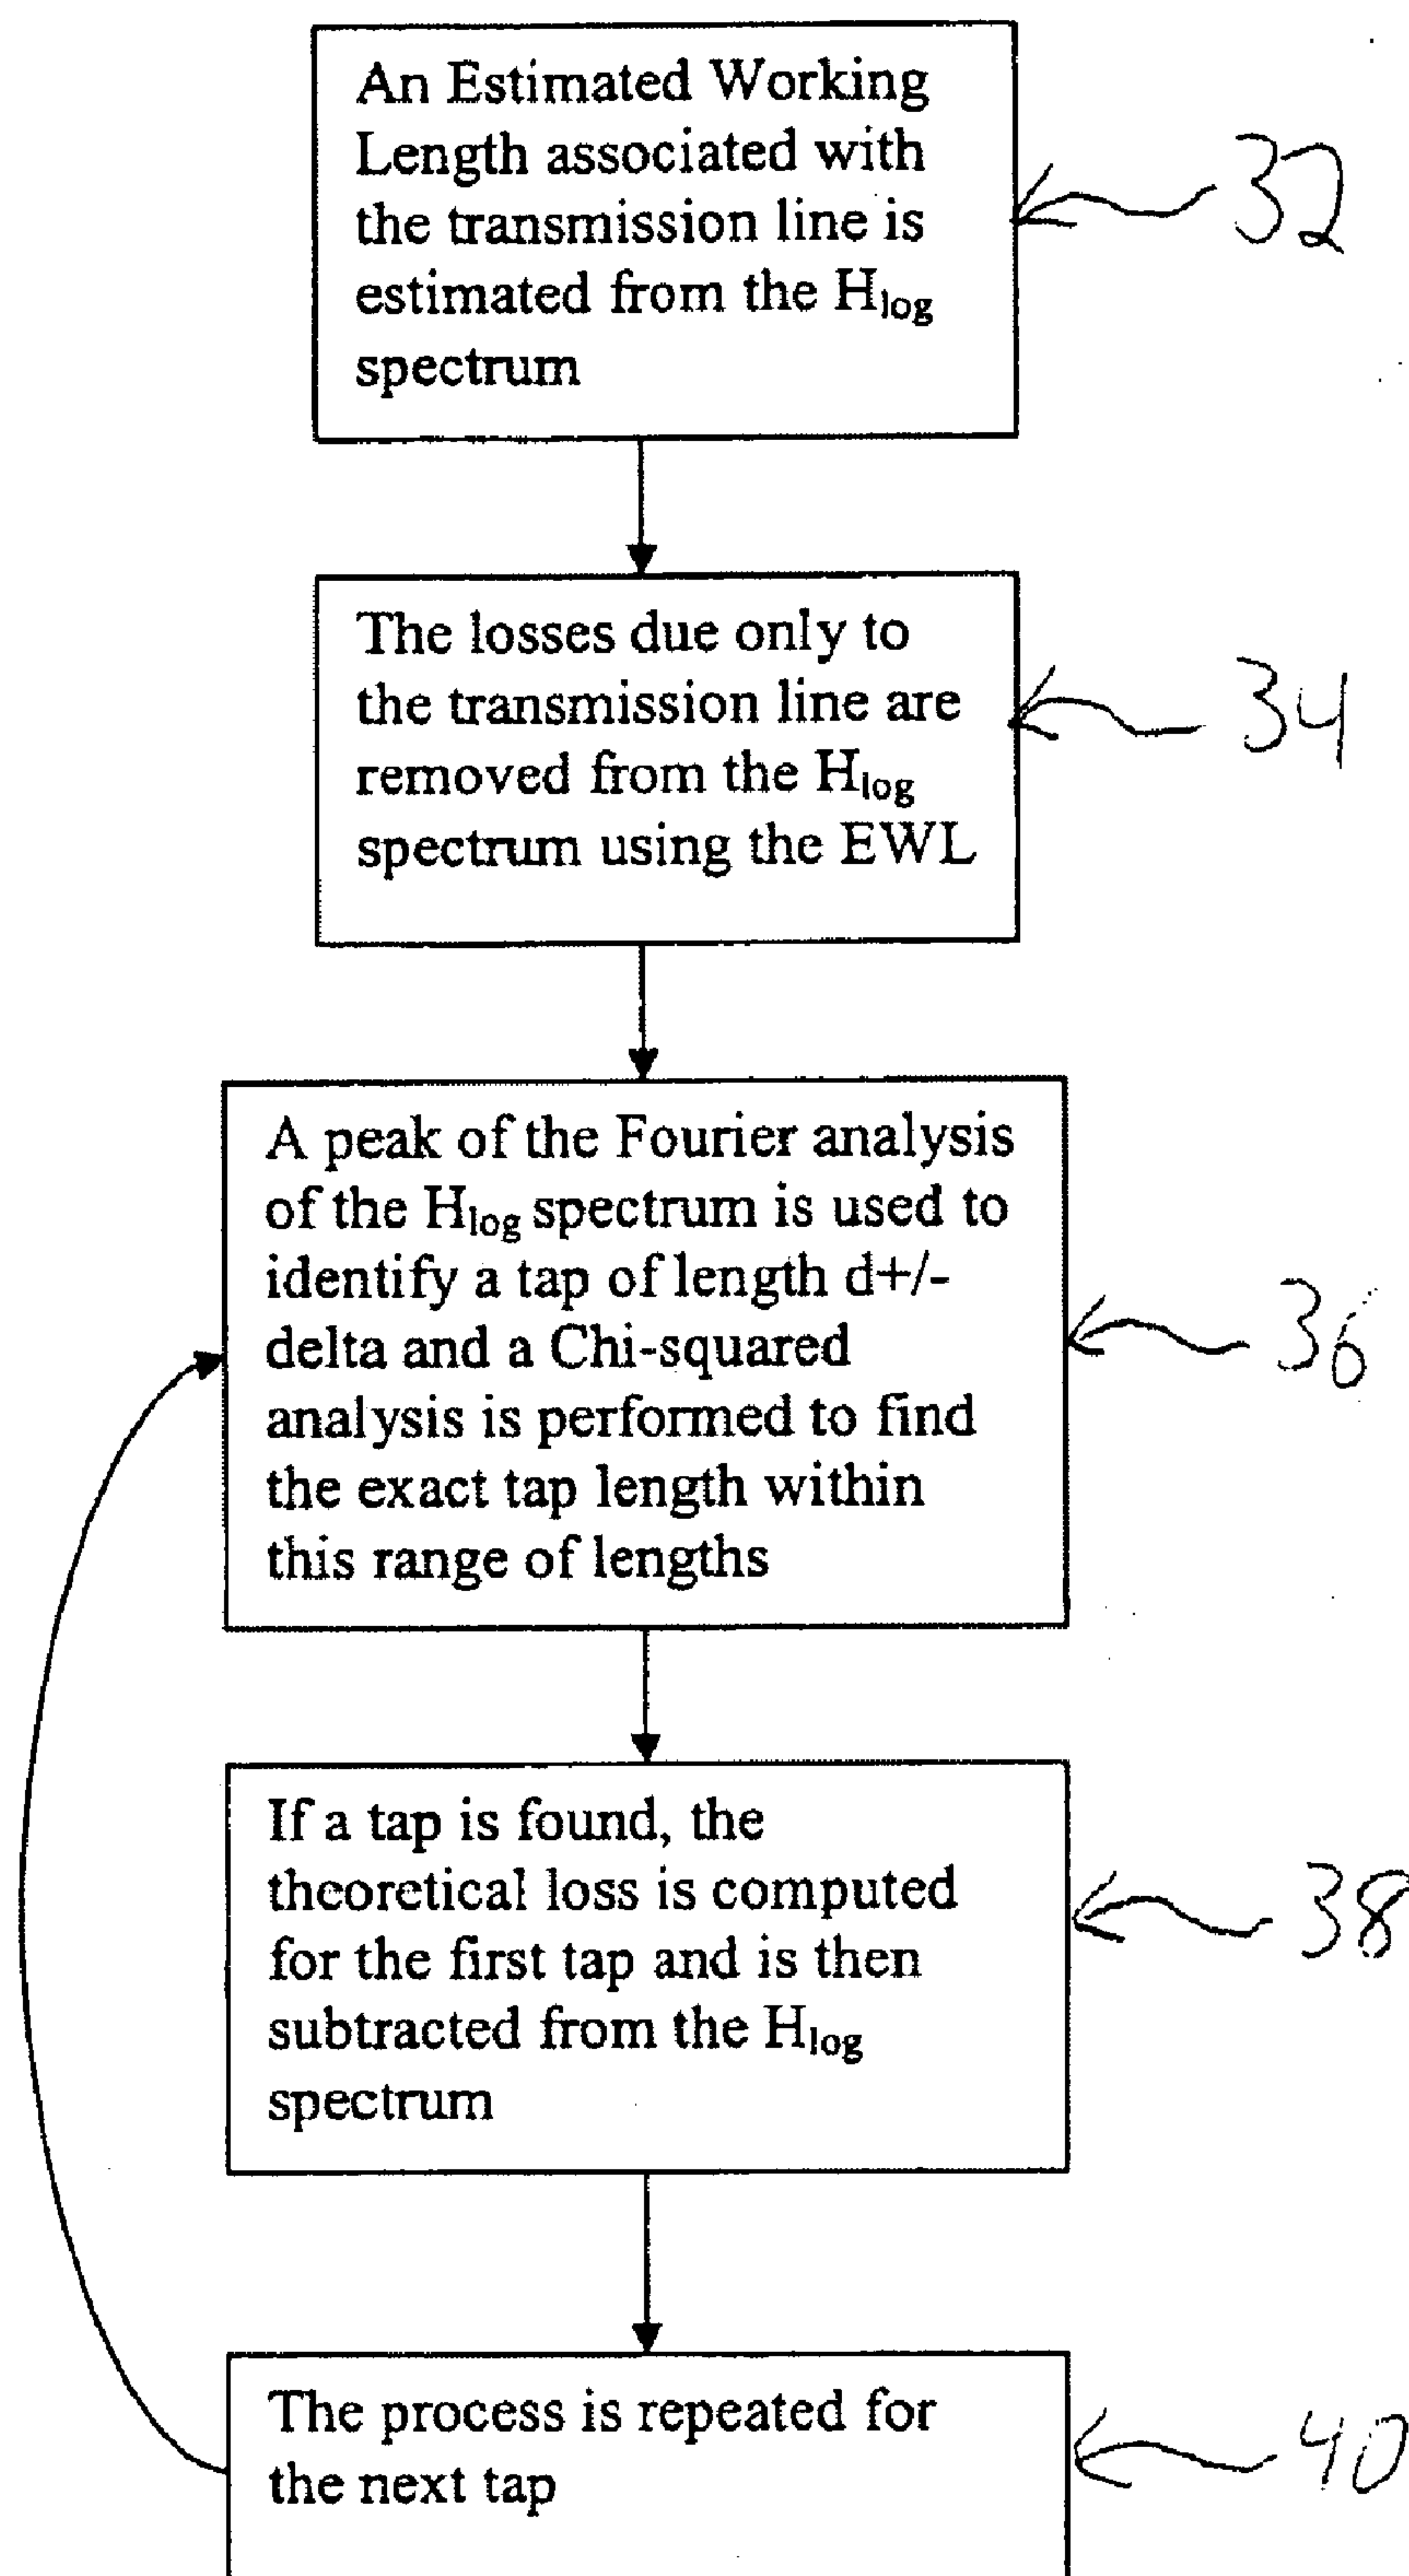 An Estimated Working
Length associated with
the transmission line is
estimated from the Hlog
spectrum
32
The losses due only to
the transmission line are
removed from the Hlog
spectrum using the EWL
34
A peak of the Fourier analysis
of the Hlog spectrum is used to
identify a tap of length d+/-
delta and a Chi-squared
analysis is performed to find
the exact tap length within
this range of lengths
36
If a tap is found, the
theoretical loss is computed
for the first tap and is then
subtracted from the Hlog
spectrum
38
The process is repeated for
the next tap
40